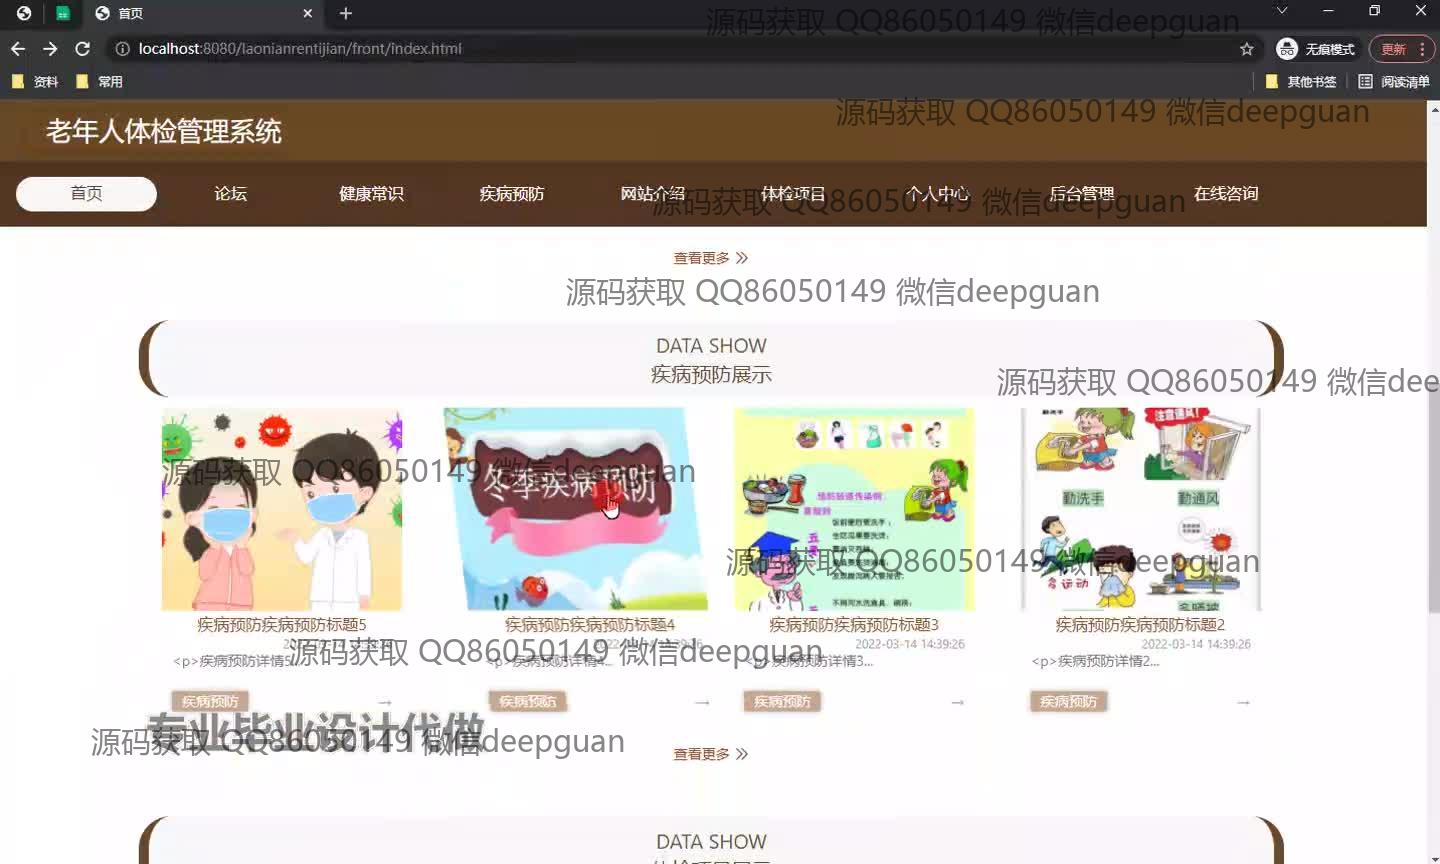 首页
源码获取 QQ86050149 微信deepguan
localhost:8080/laonianrentijian/front/index.html
无痕模式
更新
资料
常用
其他书签
阅读清单
源码获取 QQ86050149 微信deepguan
老年人体检管理系统
首页
论坛
健康常识
疾病预防
网站介绍
体检项目
个人中心
后台管理
在线咨询
源码获取 QQ86050149 微信deepguan
查看更多
源码获取 QQ86050149 微信deepguan
DATA SHOW
疾病预防展示
源码获取 QQ86050149 微信dee
源码获取 QQ86050149 微信deepguan
冬季疾病预防
勤洗手
注意通风
勤洗手
勤通风
预防肠道传染病
多运动
源码获取 QQ86050149 微信deepguan
疾病预防疾病预防标题5
疾病预防疾病预防标题4
疾病预防疾病预防标题3
疾病预防疾病预防标题2
2022-03-14 14:39:26
2022-03-14 14:39:26
<p>疾病预防详情5
<p>疾病预防详情4...
<p>疾病预防详情3...
<p>疾病预防详情2...
源码获取 QQ86050149 微信deepguan
疾病预防
疾病预防
疾病预防
疾病预防
专业毕业设计代做
源码获取 QQ86050149 微信deepguan
查看更多
DATA SHOW